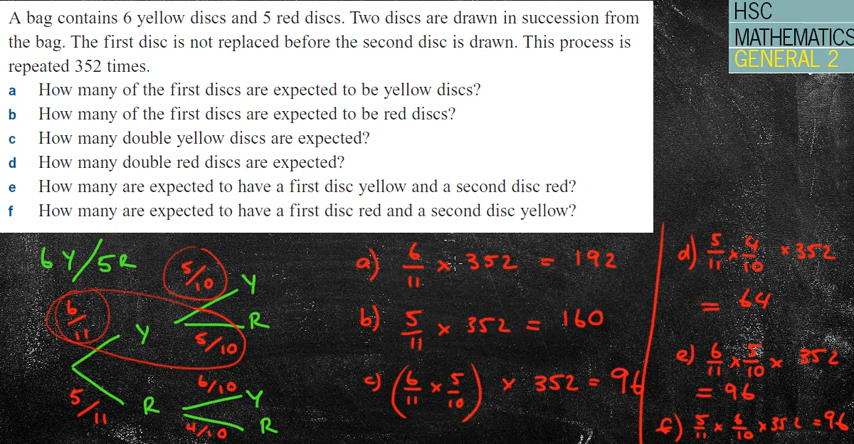 A bag contains 6 yellow discs and 5 red discs. Two discs are drawn in succession from
the bag. The first disc is not replaced before the second disc is drawn. This process is
repeated 352 times.
a How many of the first discs are expected to be yellow discs?
b How many of the first discs are expected to be red discs?
c How many double yellow discs are expected?
d How many double red discs are expected?
e How many are expected to have a first disc yellow and a second disc red?
f How many are expected to have a first disc red and a second disc yellow?
HSC
MATHEMATICS
GENERAL 2
6Y/5R
6/11
Y
5/10
Y
5/10
R
5/11
R
6/10
Y
4/10
R
a) 6/11 × 352 = 192
b) 5/11 × 352 = 160
c) (6/11 × 5/10) × 352 = 96
d) 5/11 × 4/10 × 352
= 64
e) 6/11 × 5/10 × 352
= 96
f) 5/11 × 6/10 × 352 = 96